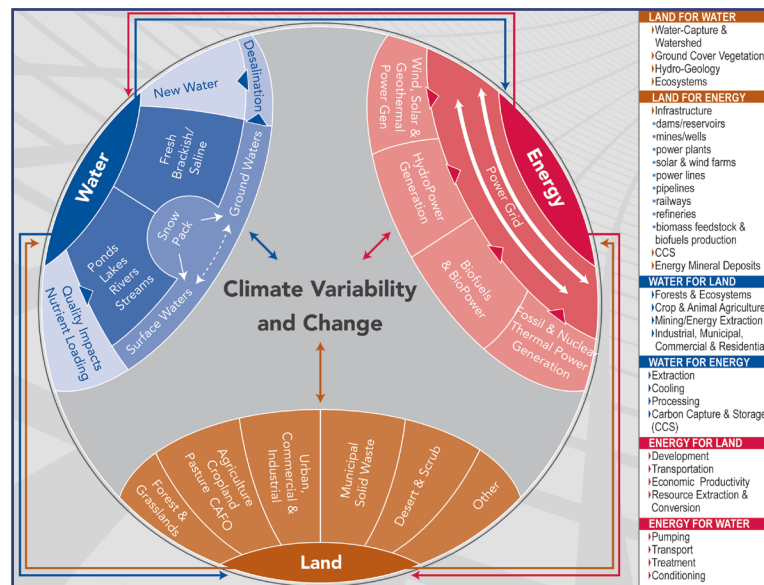 Water
New Water
Desalination
Fresh
Brackish/
Saline
Ground Waters
Snow
Pack
Ponds
Lakes
Rivers
Streams
Surface Waters
Quality Impacts
Nutrient Loading
Energy
Wind, Solar &
Geothermal
Power Gen
HydroPower
Generation
Biofuels
& BioPower
Fossil & Nuclear
Thermal Power
Generation
Power Grid
Climate Variability
and Change
Forest &
Grasslands
Agriculture
Cropland
Pasture CAFO
Urban,
Commercial &
Industrial
Municipal
Solid Waste
Desert & Scrub
Other
Land
LAND FOR WATER
Water-Capture &
Watershed
Ground Cover Vegetation
Hydro-Geology
Ecosystems
LAND FOR ENERGY
Infrastructure
•dams/reservoirs
•mines/wells
•power plants
•solar & wind farms
•power lines
•pipelines
•railways
•refineries
•biomass feedstock &
biofuels production
CCS
Energy Mineral Deposits
WATER FOR LAND
Forests & Ecosystems
Crop & Animal Agriculture
Mining/Energy Extraction
Industrial, Municipal,
Commercial & Residentia
WATER FOR ENERGY
Extraction
Cooling
Processing
Carbon Capture & Storage
(CCS)
ENERGY FOR LAND
Development
Transportation
Economic Productivity
Resource Extraction &
Conversion
ENERGY FOR WATER
Pumping
Transport
Treatment
Conditioning